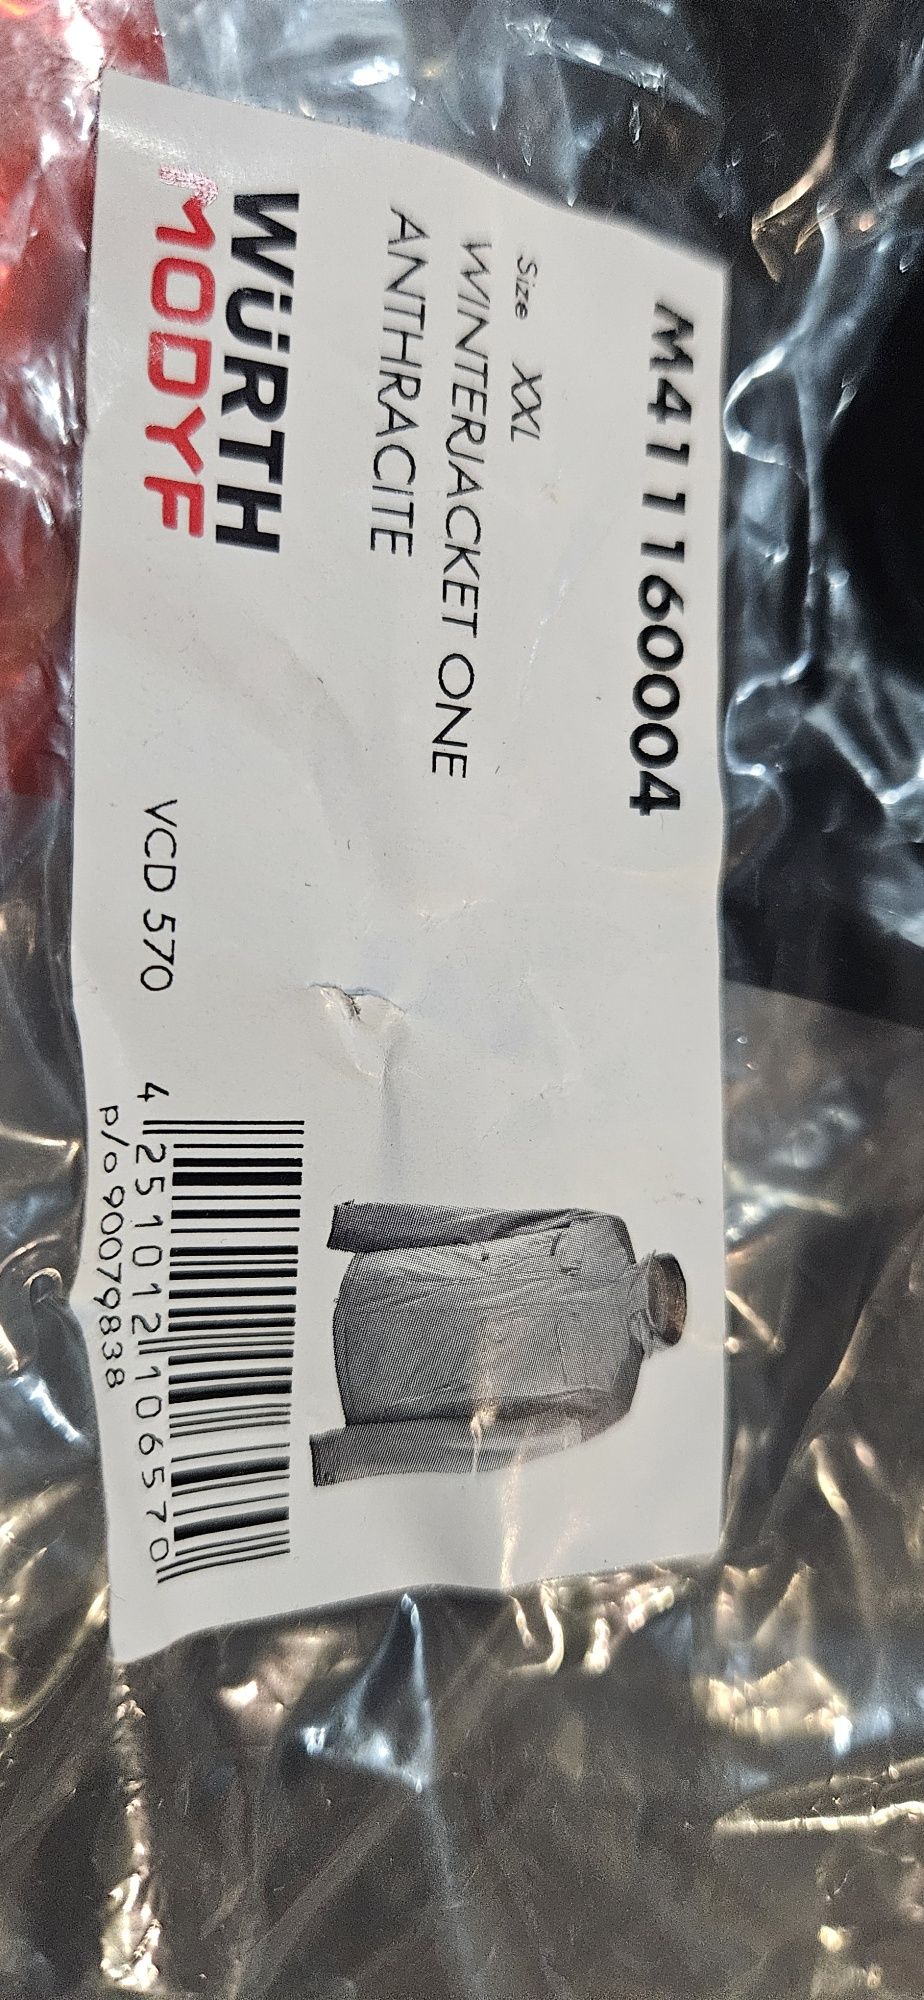 M411160004
Size XXL
WINTERJACKET ONE
ANTHRACITE
WÜRTH
MODYF
VCD 570
4 251012 106570
p/o 90079838